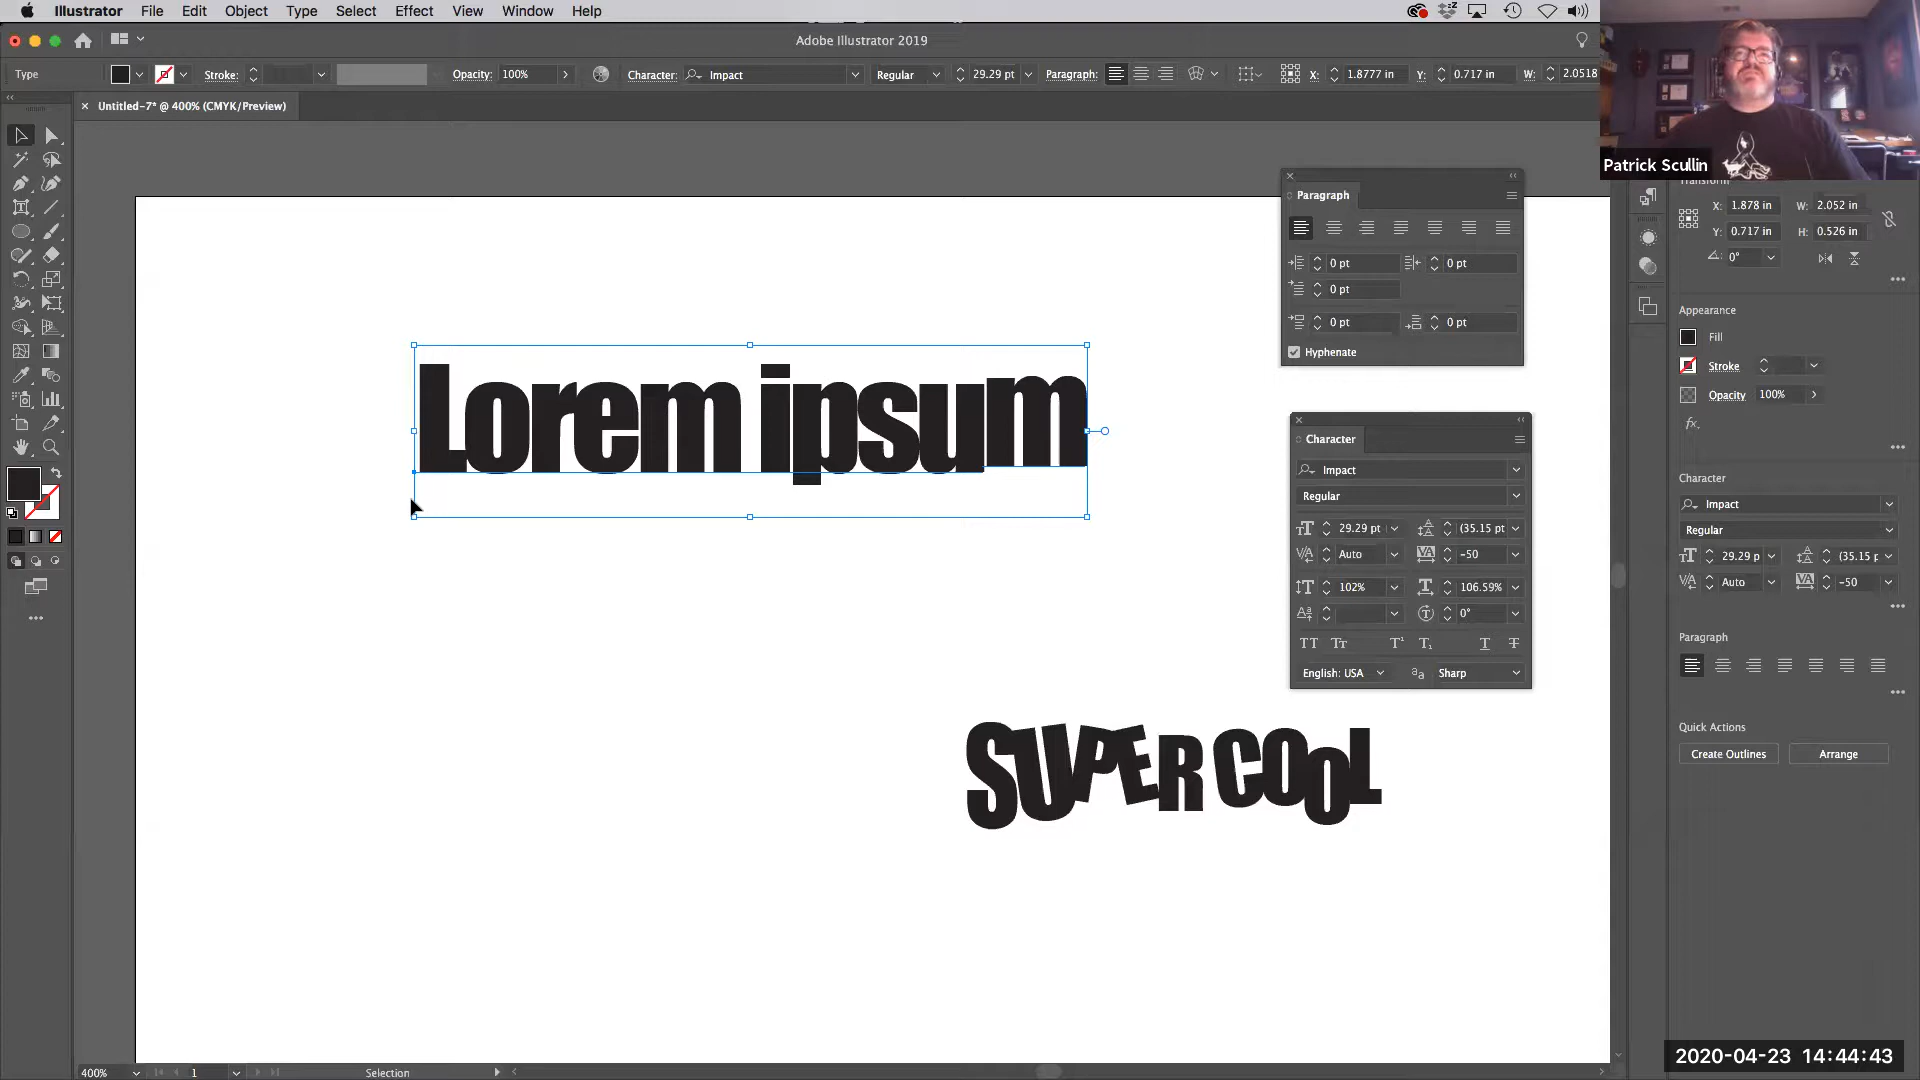 Illustrator File Edit Object Type Select Effect View Window Help
Adobe Illustrator 2019
Type Stroke: Opacity: 100% Character: Impact Regular 29.29 pt Paragraph: X: 1.8777 in Y: 0.717 in W: 2.0518
Untitled-7* @ 400% (CMYK/Preview)
Patrick Scullin
Lorem ipsum
SUPER COOL
Paragraph
0 pt 0 pt
0 pt
0 pt 0 pt
Hyphenate
Character
Impact
Regular
29.29 pt (35.15 pt
Auto -50
102% 106.59%
0°
English: USA Sharp
X: 1.878 in W: 2.052 in
Y: 0.717 in H: 0.526 in
0°
Appearance
Fill
Stroke
Opacity 100%
fx.
Character
Impact
Regular
29.29 p (35.15 p
Auto -50
Paragraph
Quick Actions
Create Outlines Arrange
400% 1 Selection
2020-04-23 14:44:43